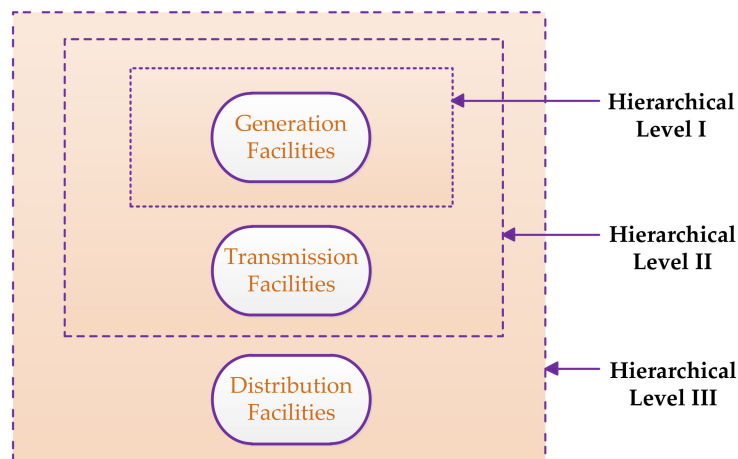 Generation
Facilities
Hierarchical
Level I
Transmission
Facilities
Hierarchical
Level II
Distribution
Facilities
Hierarchical
Level III